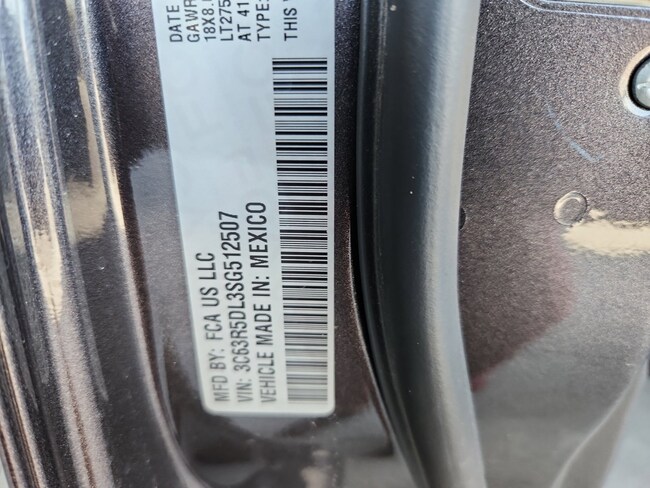 DATE
GAWR
18X8.
LT275
AT 41
TYPE:
THIS V
MFD BY: FCA US LLC
VIN: 3C63R5DL3SG512507
VEHICLE MADE IN: MEXICO